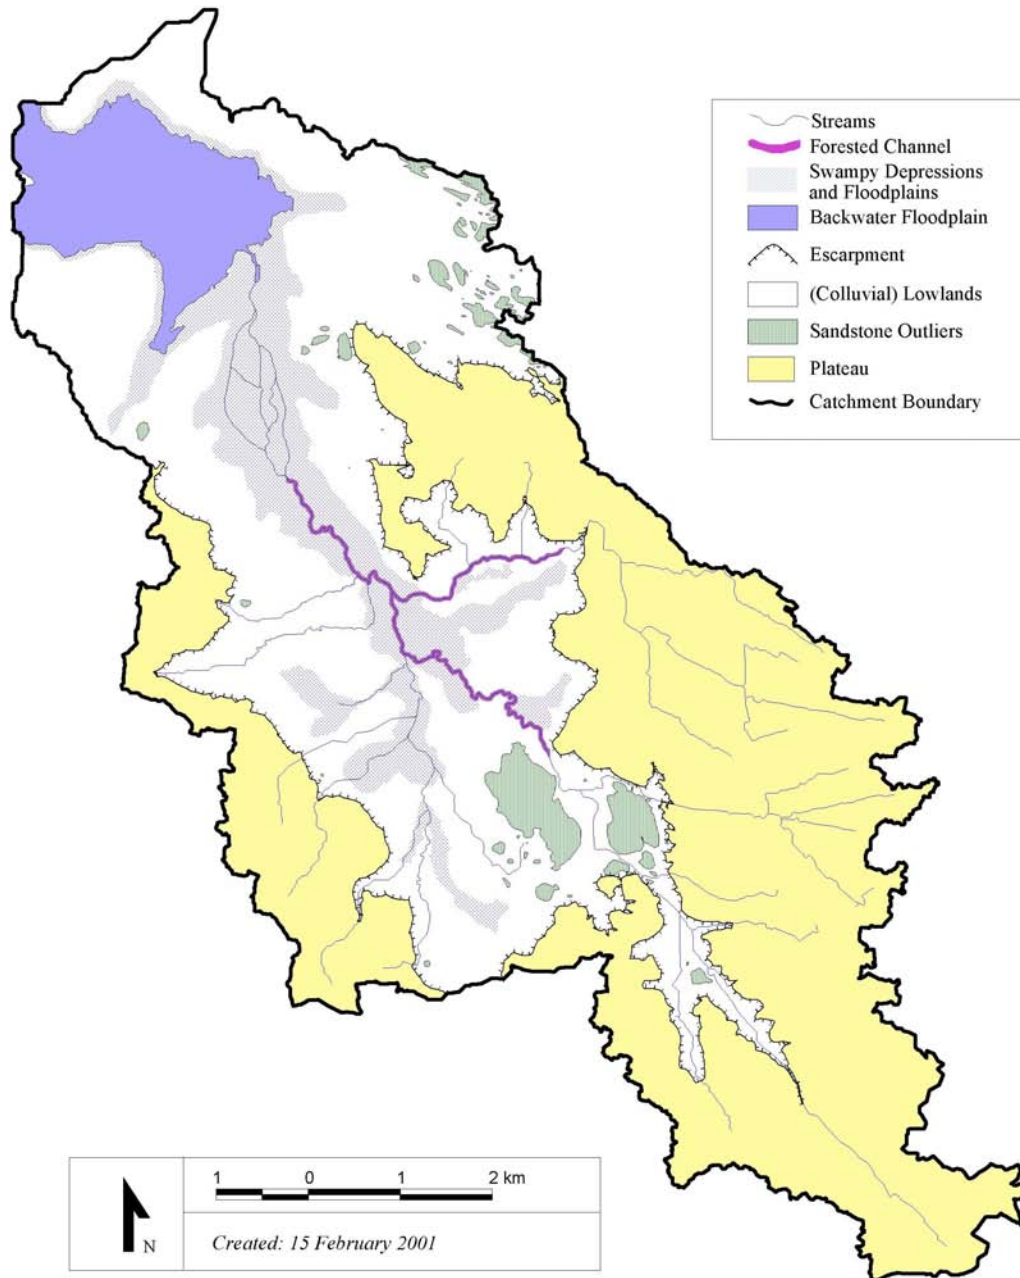 Streams
Forested Channel
Swampy Depressions
and Floodplains
Backwater Floodplain
Escarpment
(Colluvial) Lowlands
Sandstone Outliers
Plateau
Catchment Boundary
1 0 1 2 km
N
Created: 15 February 2001